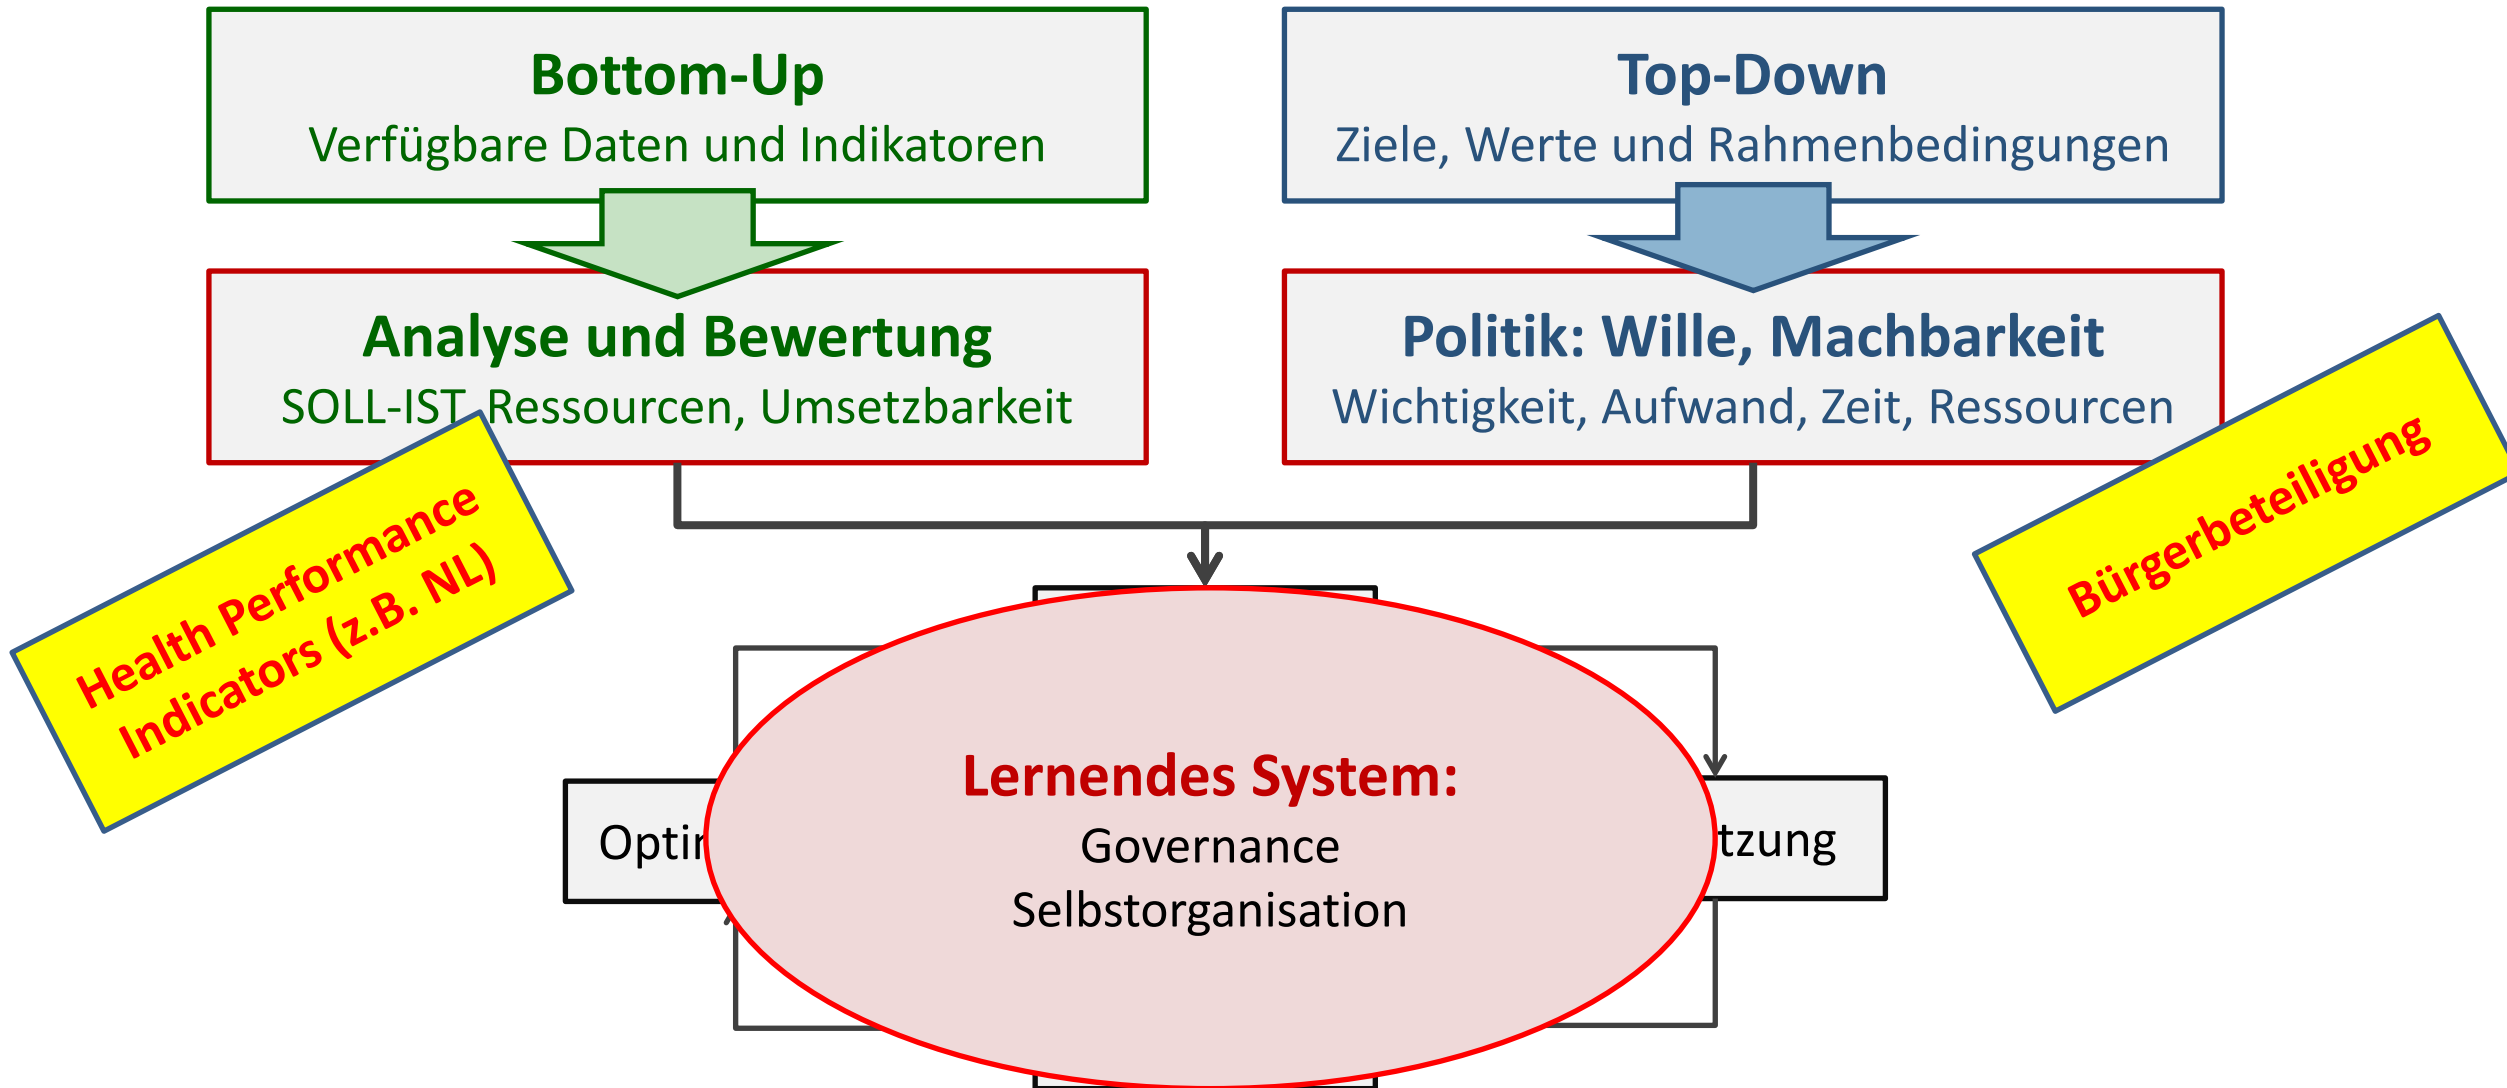 Bottom-Up
Verfügbare Daten und Indikatoren
Top-Down
Ziele, Werte und Rahmenbedingungen
Analyse und Bewertung
SOLL-IST, Ressourcen, Umsetzbarkeit
Politik: Wille, Machbarkeit
Wichtigkeit, Aufwand, Zeit, Ressourcen
Health Performance
Indicators (z.B. NL)
Bürgerbeteiligung
Lernendes System:
Governance
Selbstorganisation